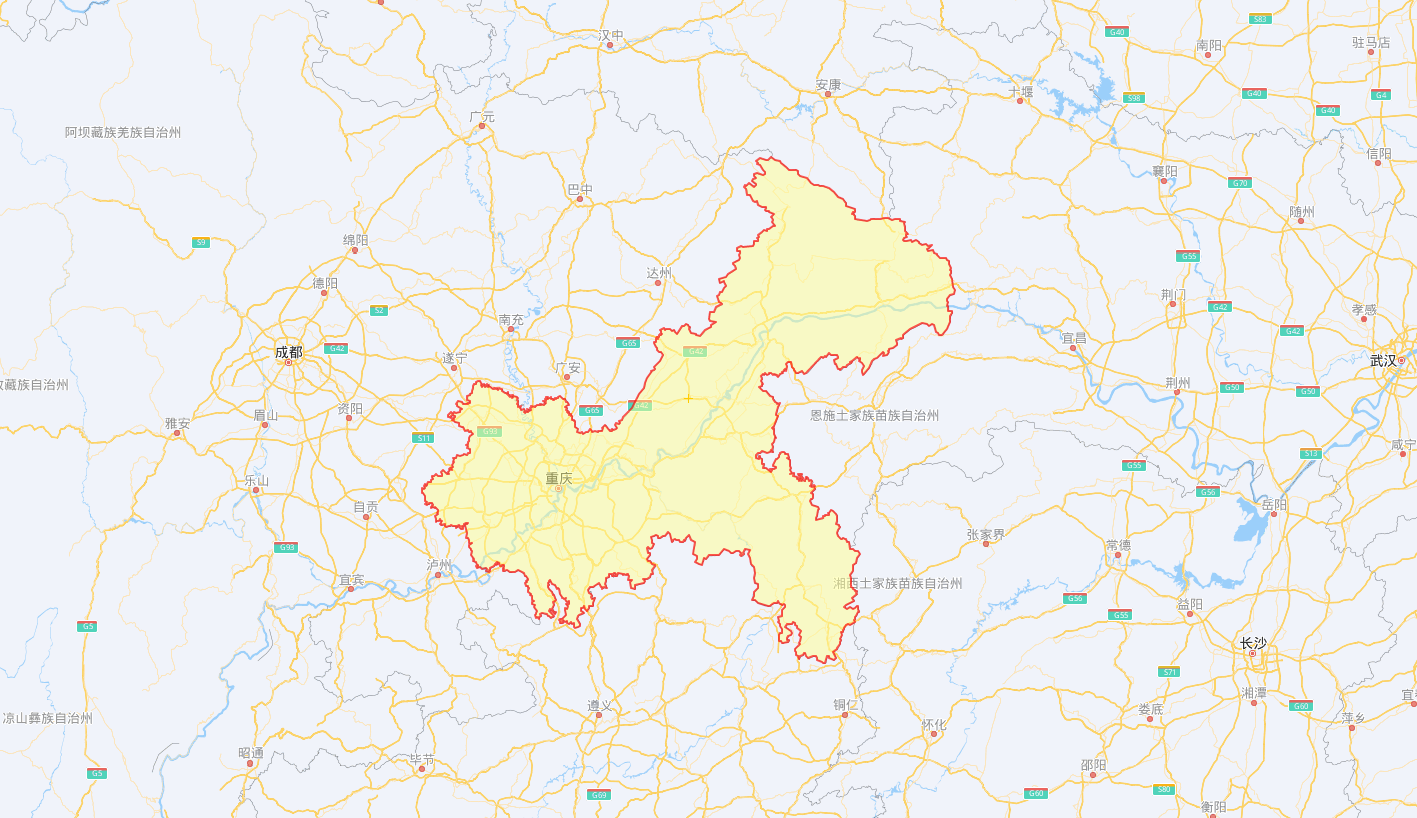 S83
G40
汉中
南阳
驻马店
安康
十堰
S98
G40
G4
G40
广元
阿坝藏族羌族自治州
信阳
襄阳
G70
巴中
随州
绵阳
S9
G55
达州
德阳
荆门
S2
G42
孝感
南充
G42
宜昌
G65
成都
G42
G42
遂宁
武汉
广安
藏族自治州
荆州
G50
G50
资阳
G42
G65
眉山
恩施土家族苗族自治州
雅安
G93
S11
咸宁
S13
G55
重庆
乐山
G56
自贡
岳阳
张家界
G93
常德
泸州
宜宾
湘西土家族苗族自治州
G56
益阳
G55
G5
长沙
S71
湘潭
遵义
铜仁
G60
娄底
凉山彝族自治州
萍乡
怀化
昭通
毕节
邵阳
G5
S80
G69
G60
衡阳